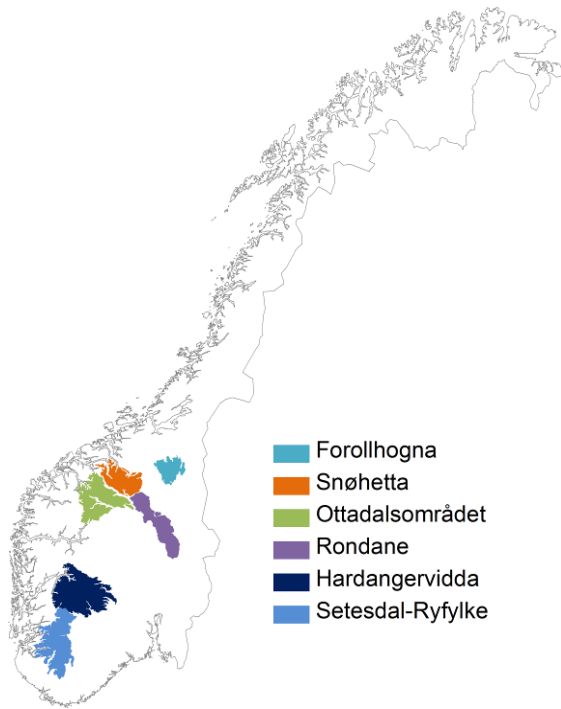 Forollhogna
Snøhetta
Ottadalsområdet
Rondane
Hardangervidda
Setesdal-Ryfylke